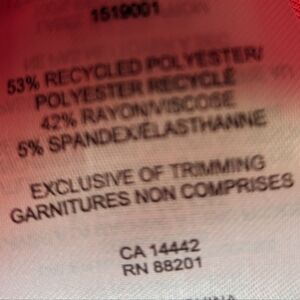 1519001
53% RECYCLED POLYESTER/
POLYESTER RECYCLÉ
42% RAYON/VISCOSE
5% SPANDEX/ELASTHANNE
EXCLUSIVE OF TRIMMING
GARNITURES NON COMPRISES
CA 14442
RN 88201